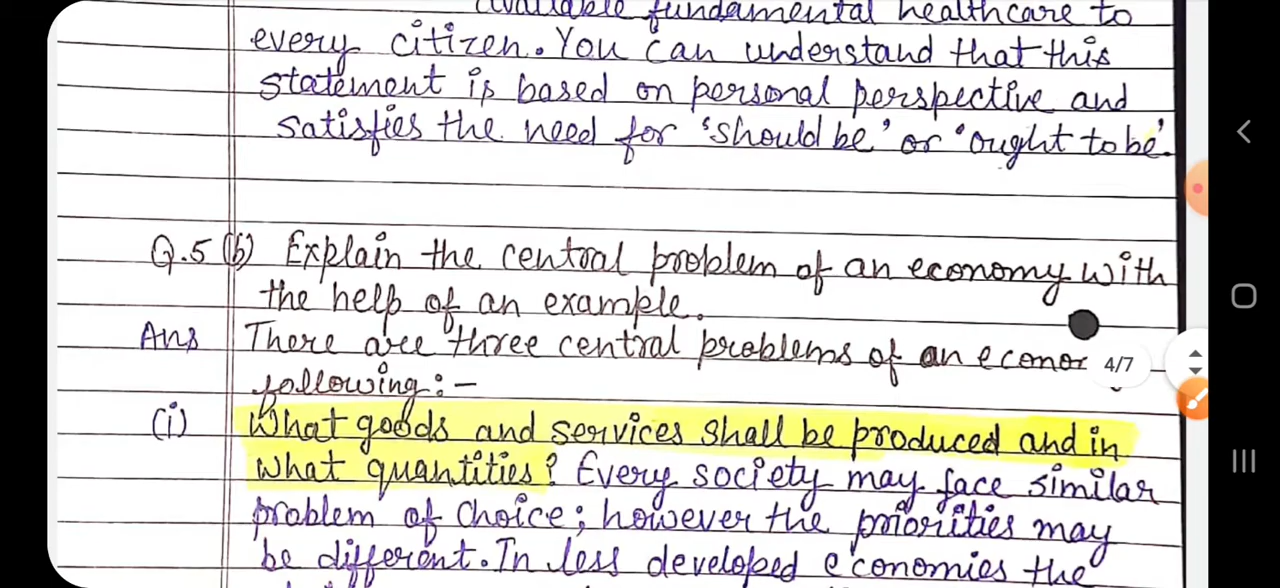 available fundamental healthcare to
every citizen. You can understand that this
statement is based on personal perspective and
satisfies the need for 'should be' or 'ought to be'.
Q.5 (b) Explain the central problem of an economy with
the help of an example.
Ans There are three central problems of an econo
following:-
4/7
(i) What goods and services shall be produced and in
what quantities? Every society may face similar
problem of choice; however the priorities may
be different. In less developed economies the